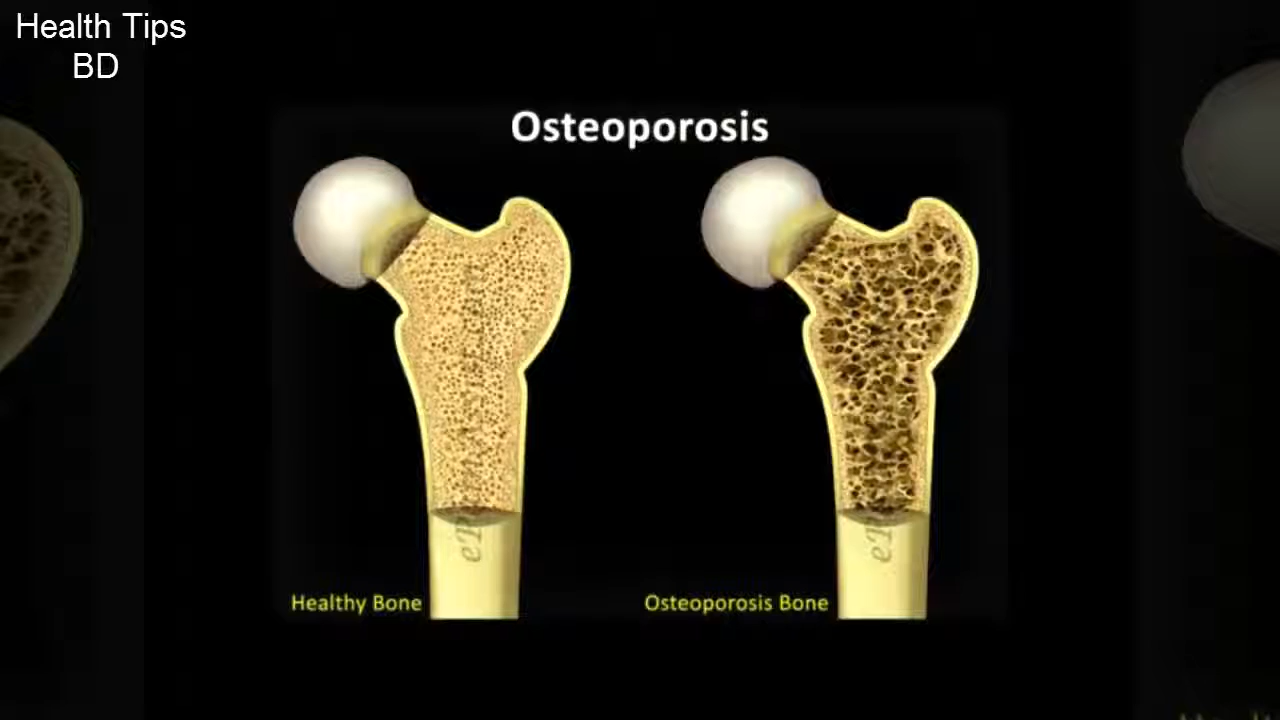 Health Tips
BD
Osteoporosis
Healthy Bone
Osteoporosis Bone